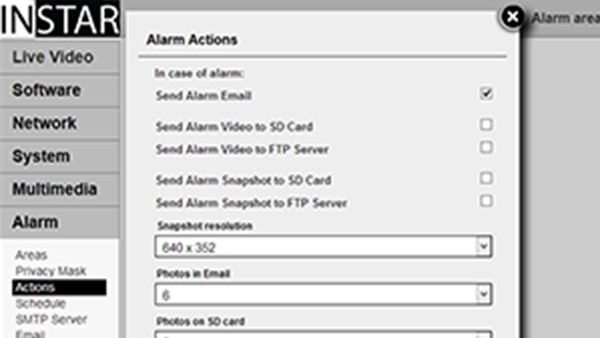 INSTAR
Live Video
Software
Network
System
Multimedia
Alarm
Areas
Privacy Mask
Actions
Schedule
SMTP Server
Email
Alarm Actions
In case of alarm:
Send Alarm Email
Send Alarm Video to SD Card
Send Alarm Video to FTP Server
Send Alarm Snapshot to SD Card
Send Alarm Snapshot to FTP Server
Snapshot resolution
640 x 352
Photos in Email
6
Photos on SD card
Alarm area